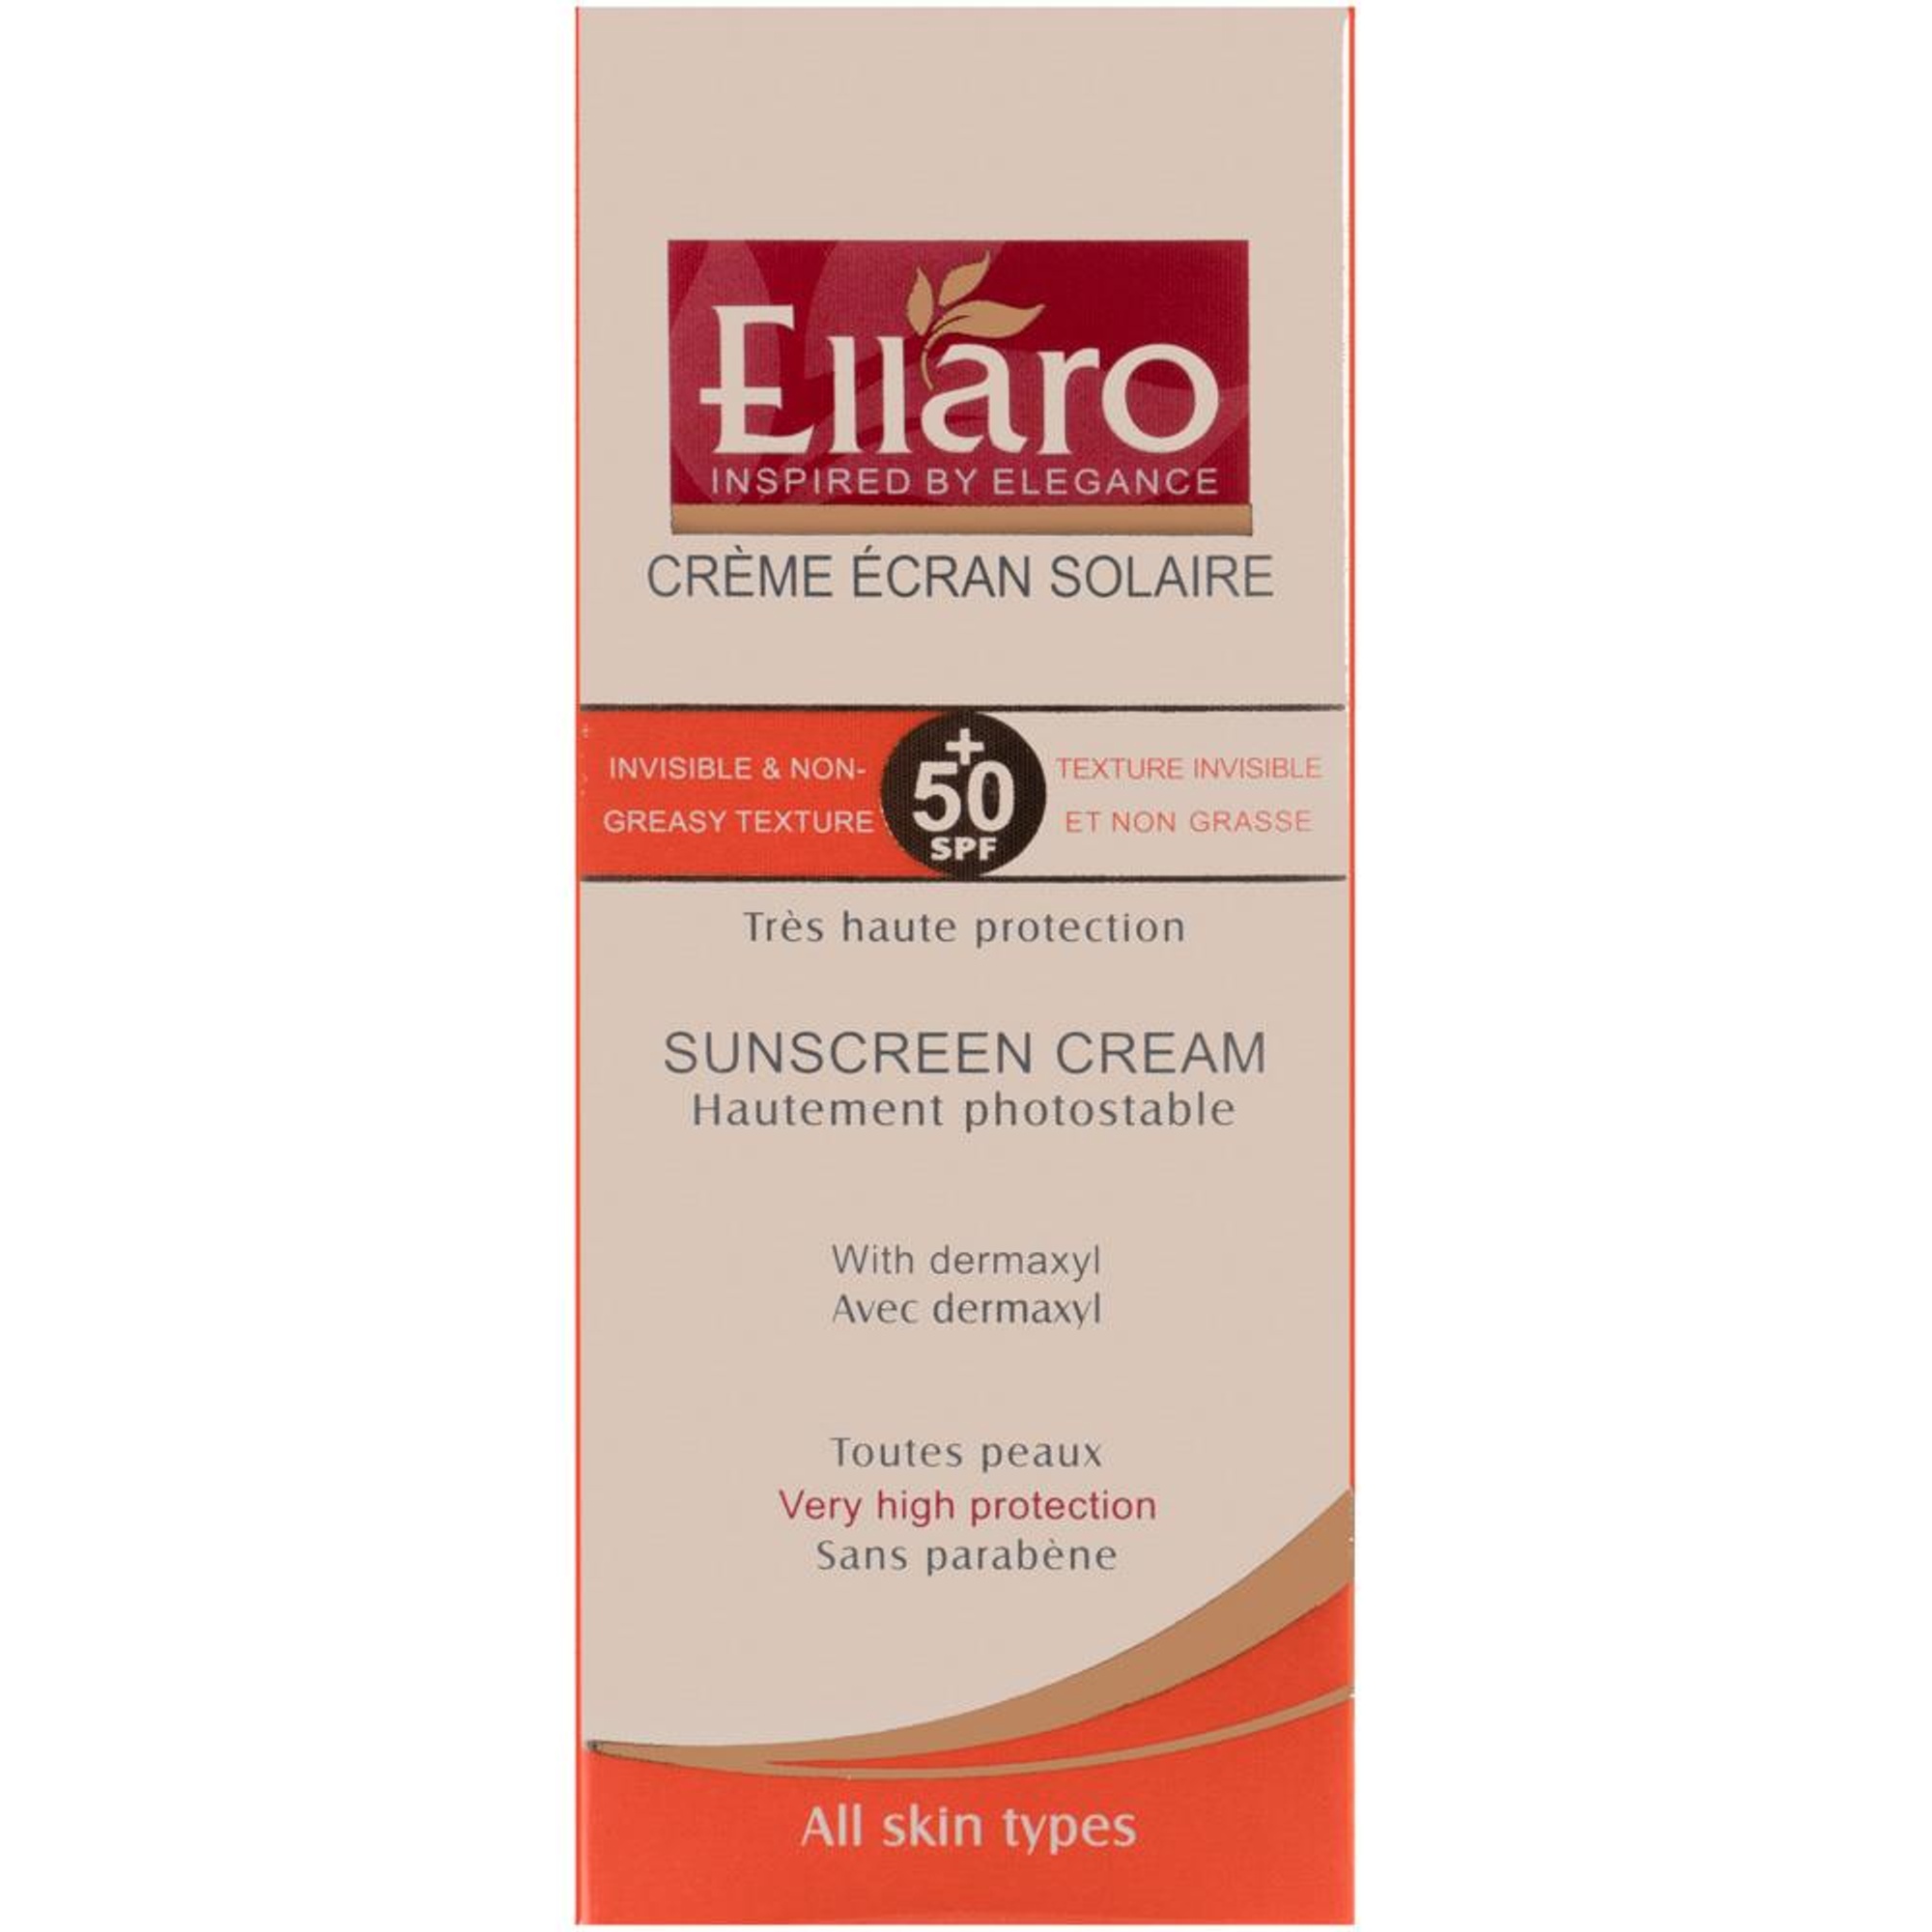 Ellaro
INSPIRED BY ELEGANCE
CRÈME ÉCRAN SOLAIRE
INVISIBLE & NON-
GREASY TEXTURE
+
50
SPF
TEXTURE INVISIBLE
ET NON GRASSE
Très haute protection
SUNSCREEN CREAM
Hautement photostable
With dermaxyl
Avec dermaxyl
Toutes peaux
Very high protection
Sans parabène
All skin types